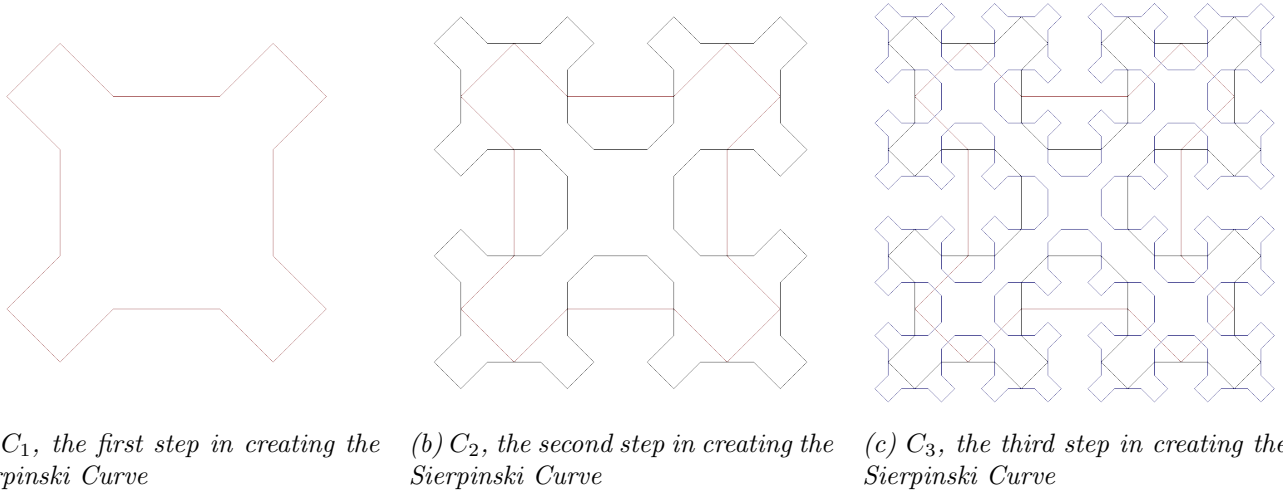 C₁, the first step in creating the
rpinski Curve
(b) C₂, the second step in creating the
Sierpinski Curve
(c) C₃, the third step in creating the
Sierpinski Curve